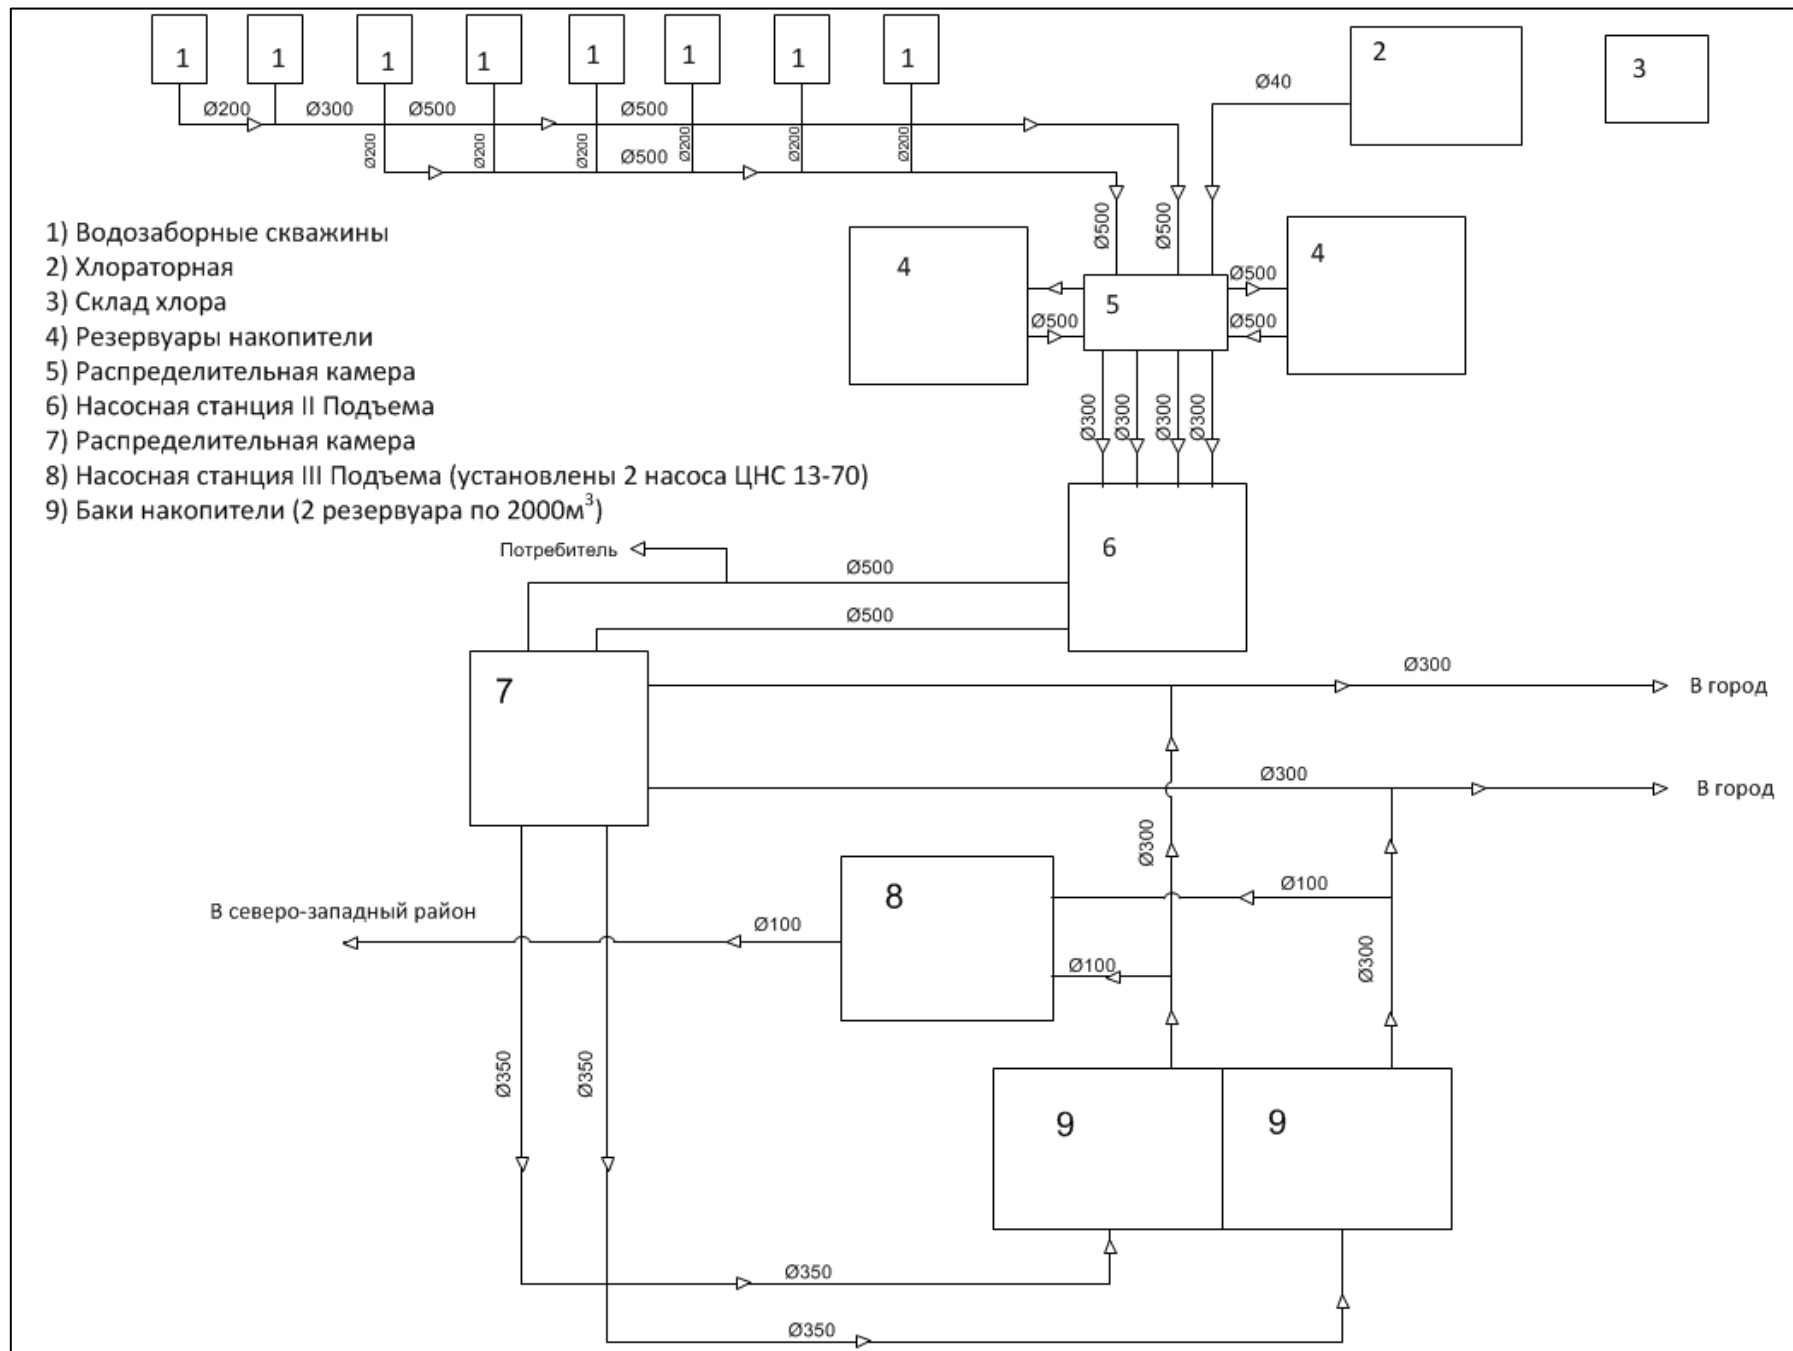 1 1 1 1 1 1 1 1
2
3
Ø40
Ø200 Ø300 Ø500 Ø500
Ø200 Ø200 Ø200 Ø200 Ø200 Ø200
Ø500
Ø500 Ø500
1) Водозаборные скважины
2) Хлораторная
3) Склад хлора
4) Резервуары накопители
5) Распределительная камера
6) Насосная станция II Подъема
7) Распределительная камера
8) Насосная станция III Подъема (установлены 2 насоса ЦНС 13-70)
9) Баки накопители (2 резервуара по 2000м³)
4
5
4
Ø500
Ø500 Ø500
Ø300 Ø300 Ø300 Ø300
Потребитель
6
Ø500
Ø500
7
Ø300
В город
Ø300
В город
Ø300
8
Ø100
В северо-западный район
Ø100
Ø100
Ø300
Ø350 Ø350
9 9
Ø350
Ø350